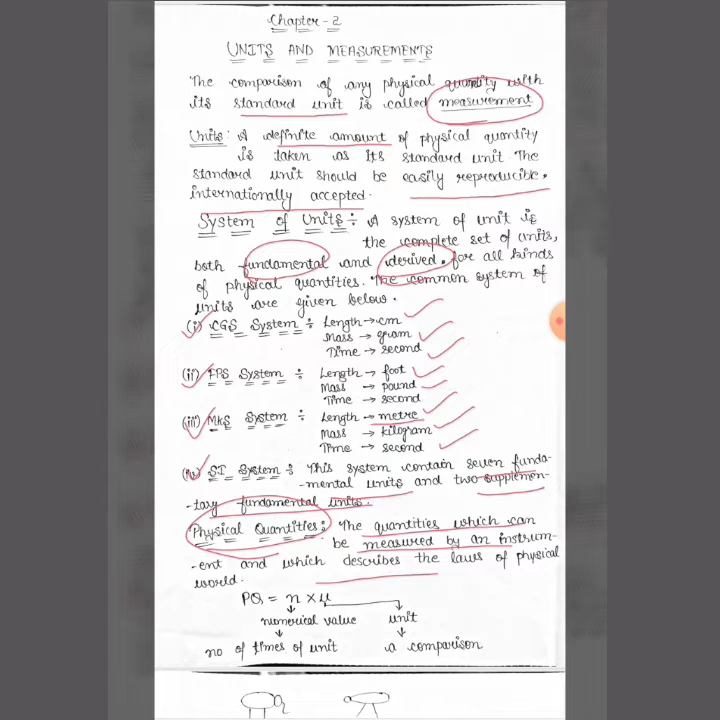 Chapter - 2
UNITS AND MEASUREMENTS
The comparison of any physical quantity with
its standard unit is called measurement
Units: A definite amount of physical quantity
is taken as its standard unit. The
standard unit should be easily reproducible,
internationally accepted.
System of Units ÷ A system of unit is
the complete set of units,
both fundamental and derived, for all kinds
of physical quantities. The common system of
units are given below.
(i) CGS System ÷ Length → cm
Mass → gram
Time → second
(ii) FPS System ÷ Length → foot
Mass → pound
Time → second
(iii) MKS System ÷ Length → metre
Mass → kilogram
Time → second
(iv) SI System ÷ This system contain seven funda-
-mental units and two supplemen-
-tary fundamental units.
Physical Quantities: The quantities which can
be measured by an instrum-
-ent and which describes the laws of physical
world.
PQ = n × u
numerical value unit
no of times of unit a comparison